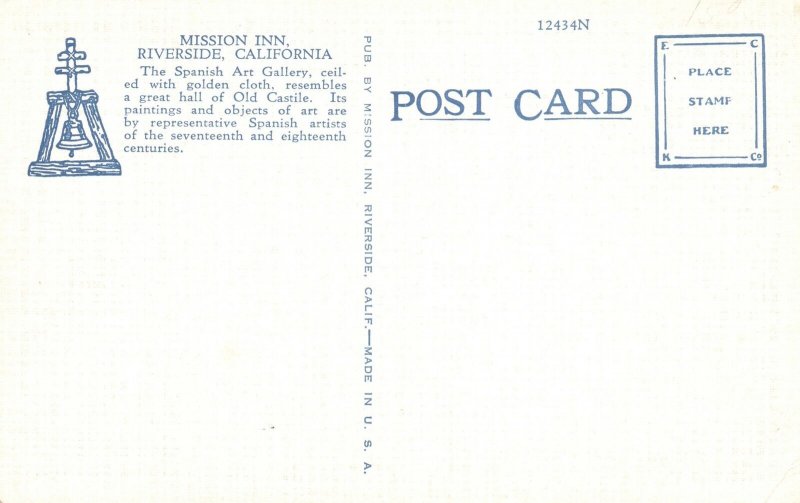 MISSION INN,
RIVERSIDE, CALIFORNIA
The Spanish Art Gallery, ceil-
ed with golden cloth, resembles
a great hall of Old Castile. Its
paintings and objects of art are
by representative Spanish artists
of the seventeenth and eighteenth
centuries.
PUB. BY MISSION INN, RIVERSIDE, CALIF.—MADE IN U. S. A.
12434N
POST CARD
E. C
PLACE
STAMP
HERE
K Co